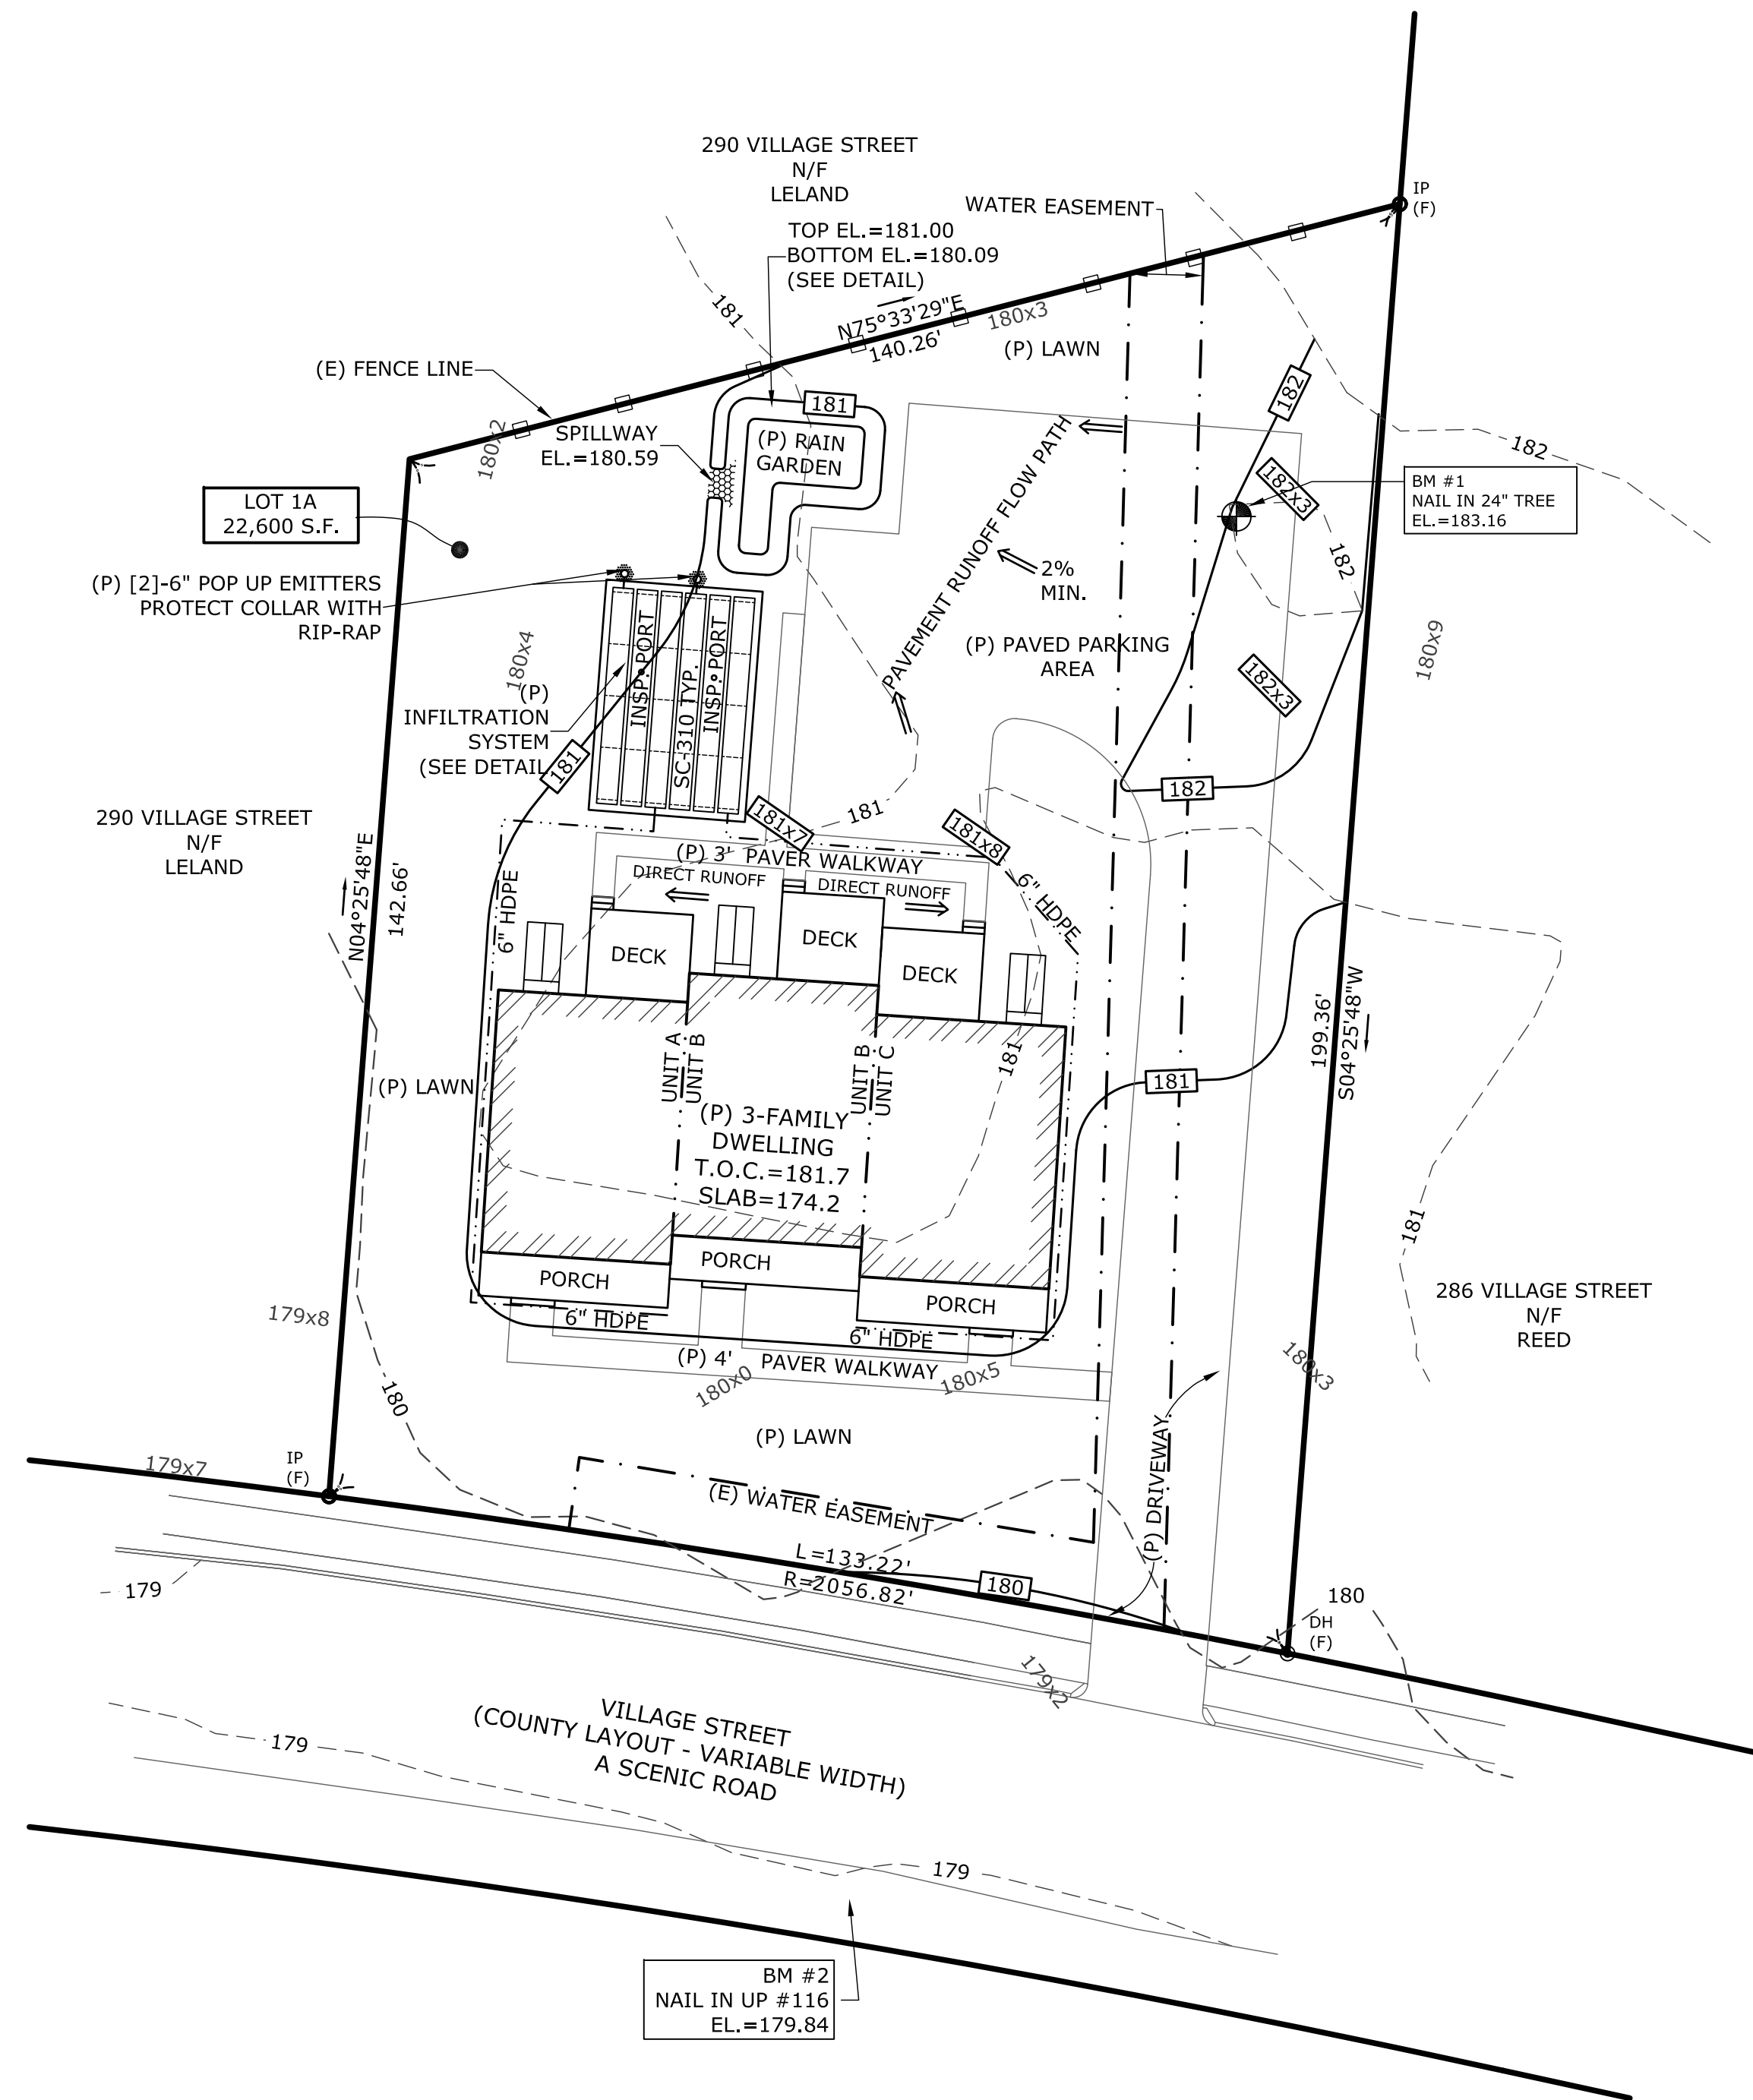 290 VILLAGE STREET
N/F
LELAND
WATER EASEMENT
IP
(F)
TOP EL.=181.00
BOTTOM EL.=180.09
(SEE DETAIL)
181
N75°33'29"E
140.26'
180x3
(P) LAWN
(E) FENCE LINE
180x2
SPILLWAY
EL.=180.59
181
(P) RAIN
GARDEN
182
182
182x3
BM #1
NAIL IN 24" TREE
EL.=183.16
LOT 1A
22,600 S.F.
PAVEMENT RUNOFF FLOW PATH
2%
MIN.
182
(P) [2]-6" POP UP EMITTERS
PROTECT COLLAR WITH
RIP-RAP
180x4
INSP. PORT
SC-310 TYP.
INSP. PORT
(P) PAVED PARKING
AREA
180x9
182x3
(P)
INFILTRATION
SYSTEM
(SEE DETAIL
181
182
181x7
181
181x8
290 VILLAGE STREET
N/F
LELAND
N04°25'48"E
142.66'
(P) 3' PAVER WALKWAY
DIRECT RUNOFF
DIRECT RUNOFF
6" HDPE
6" HDPE
DECK
DECK
DECK
199.36'
S04°25'48"W
UNIT A
UNIT B
UNIT B
UNIT C
181
181
(P) LAWN
(P) 3-FAMILY
DWELLING
T.O.C.=181.7
SLAB=174.2
181
PORCH
PORCH
PORCH
286 VILLAGE STREET
N/F
REED
179x8
6" HDPE
6" HDPE
(P) 4' PAVER WALKWAY
180x0
180x5
180x3
180
(P) LAWN
(P) DRIVEWAY
IP
(F)
179x7
(E) WATER EASEMENT
L=133.22'
R=2056.82'
180
180
DH
(F)
179
179x2
VILLAGE STREET
(COUNTY LAYOUT - VARIABLE WIDTH)
A SCENIC ROAD
179
179
BM #2
NAIL IN UP #116
EL.=179.84